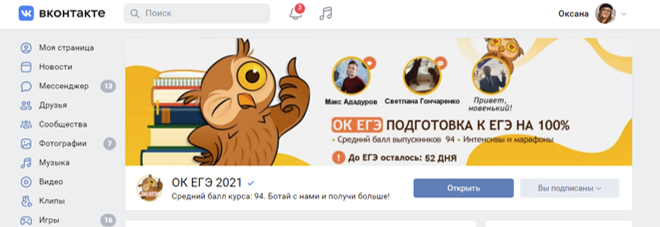 вконтакте
Поиск
3
Оксана
Моя страница
Новости
Мессенджер 13
Друзья
Сообщества
Фотографии 7
Музыка
Видео
Клипы
Игры 16
Макс Ададуров
Светлана Гончаренко
Привет, новенький!
ОК ЕГЭ ПОДГОТОВКА К ЕГЭ НА 100%
• Средний балл выпускников 94 • Интенсивы и марафоны
! До ЕГЭ осталось: 52 ДНЯ
ОК ЕГЭ 2021
Средний балл курса: 94. Ботай с нами и получи больше!
Открыть
Вы подписаны